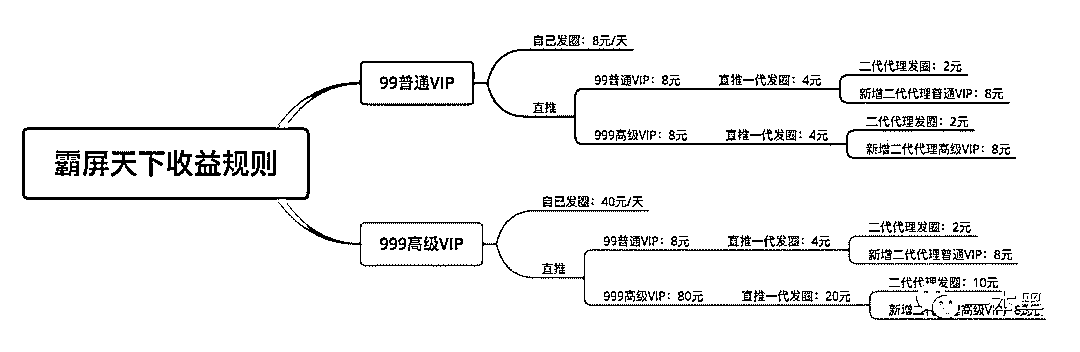 霸屏天下收益规则
99普通VIP
自己发圈：8元/天
直推
99普通VIP：8元
直推一代发圈：4元
二代代理发圈：2元
新增二代代理普通VIP：8元
999高级VIP：8元
直推一代发圈：4元
二代代理发圈：2元
新增二代代理高级VIP：8元
999高级VIP
自己发圈：40元/天
直推
99普通VIP：8元
直推一代发圈：4元
二代代理发圈：2元
新增二代代理普通VIP：8元
999高级VIP：80元
直推一代发圈：20元
二代代理发圈：10元
新增二 高级VIP：
一本黑